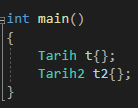 int main()
{
Tarih t{};
Tarih2 t2{};
}